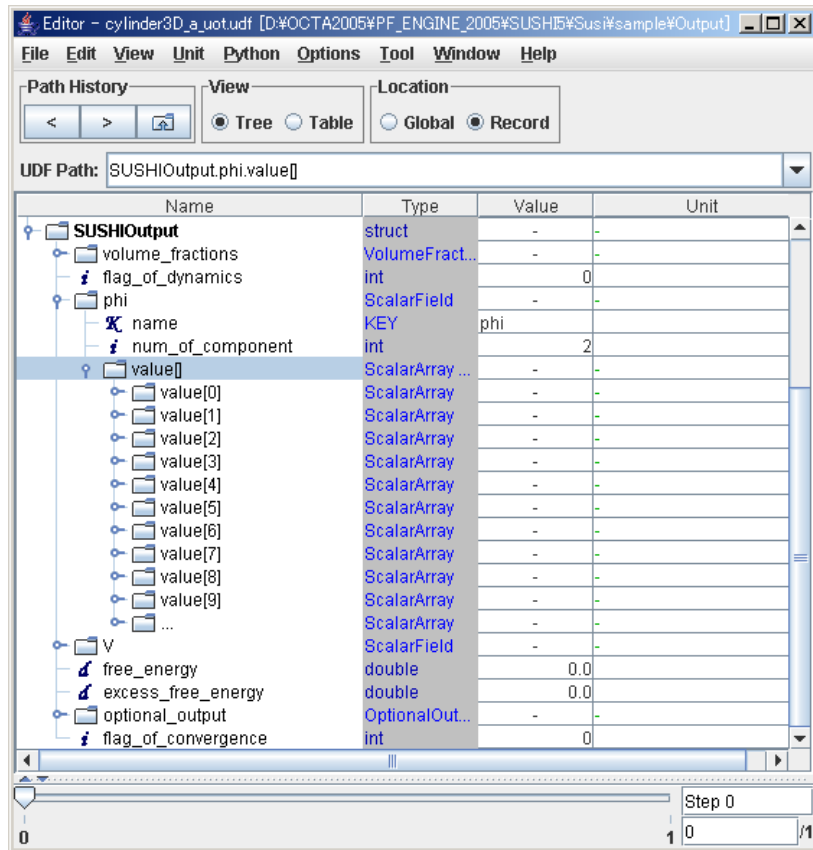 Editor - cylinder3D_a_uot.udf [D:¥OCTA2005¥PF_ENGINE_2005¥SUSHI5¥Susi¥sample¥Output]
File Edit View Unit Python Options Tool Window Help
Path History View Location
< > Tree Table Global Record
UDF Path: SUSHIOutput.phi.value[]
Name Type Value Unit
SUSHIOutput struct - -
volume_fractions VolumeFract... - -
i flag_of_dynamics int 0
phi ScalarField - -
K name KEY phi
i num_of_component int 2
value[] ScalarArray ... - -
value[0] ScalarArray - -
value[1] ScalarArray - -
value[2] ScalarArray - -
value[3] ScalarArray - -
value[4] ScalarArray - -
value[5] ScalarArray - -
value[6] ScalarArray - -
value[7] ScalarArray - -
value[8] ScalarArray - -
value[9] ScalarArray - -
... ScalarArray - -
V ScalarField - -
d free_energy double 0.0
d excess_free_energy double 0.0
optional_output OptionalOut... - -
i flag_of_convergence int 0
Step 0
0 1 0 /1